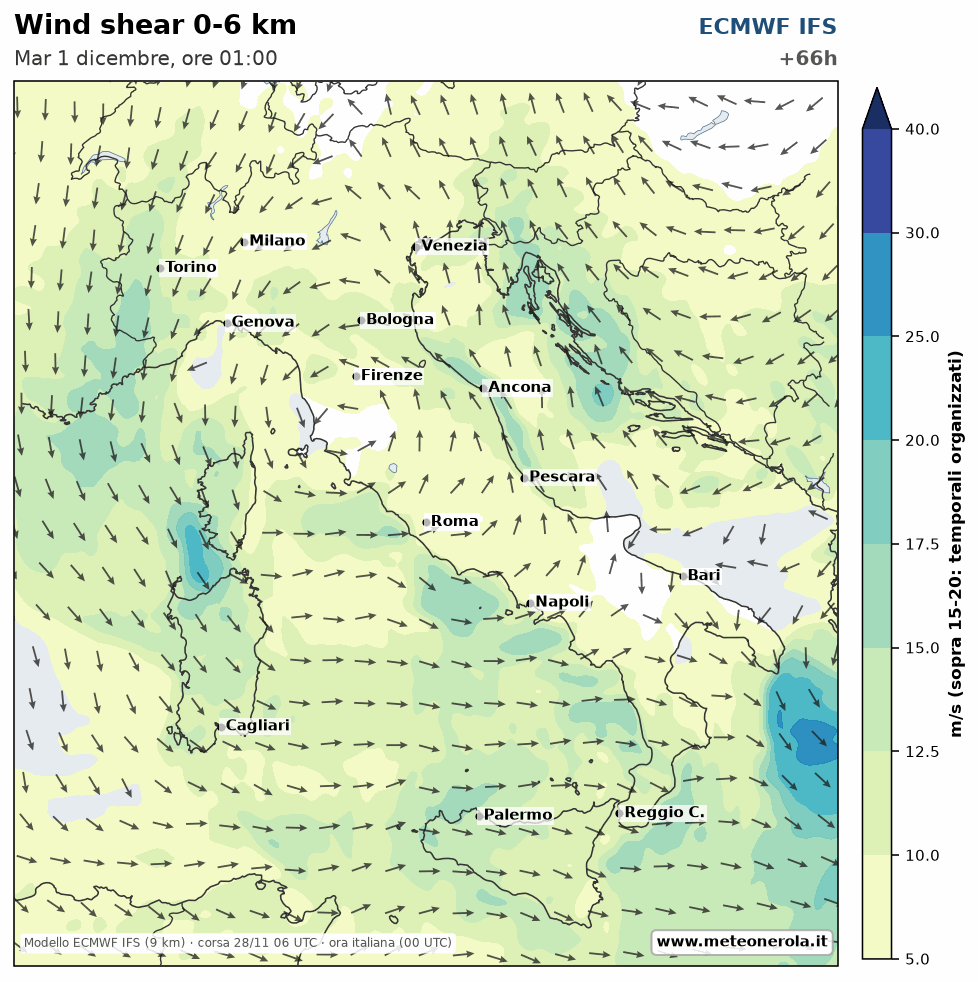 Wind shear 0-6 km
ECMWF IFS
Mar 1 dicembre, ore 01:00
+66h
40.0
30.0
25.0
20.0
17.5
15.0
12.5
10.0
5.0
m/s (sopra 15-20: temporali organizzati)
Milano
Venezia
Torino
Genova
Bologna
Firenze
Ancona
Pescara
Roma
Bari
Napoli
Cagliari
Palermo
Reggio C.
Modello ECMWF IFS (9 km) · corsa 28/11 06 UTC · ora italiana (00 UTC)
www.meteonerola.it